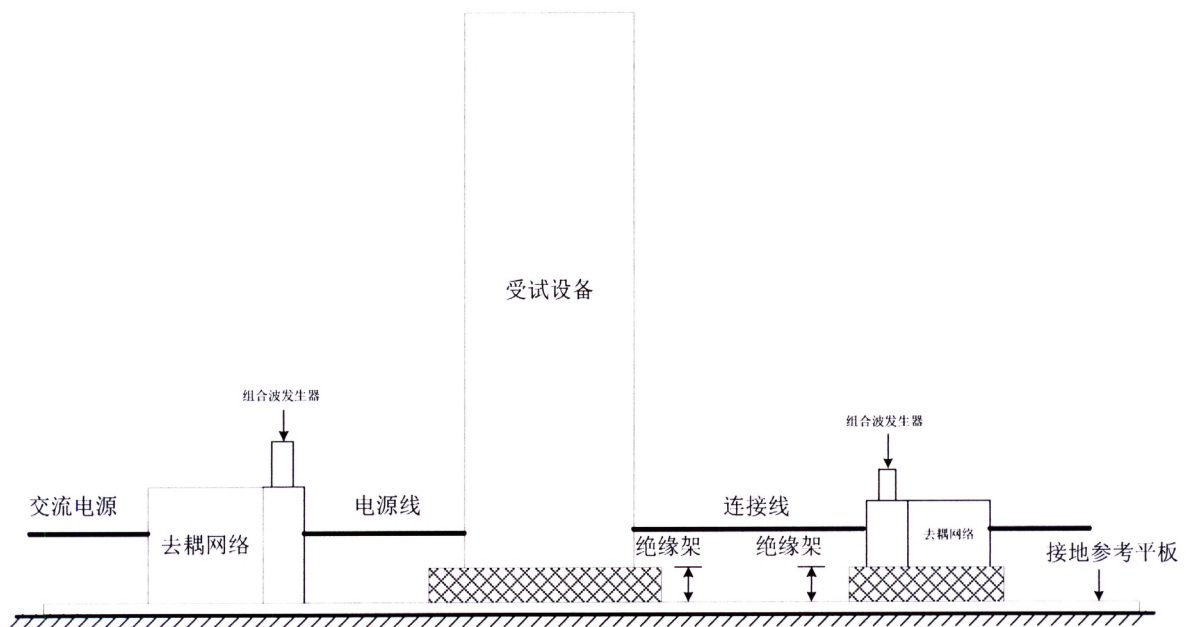 受试设备
组合波发生器
组合波发生器
交流电源
电源线
连接线
去耦网络
去耦网络
绝缘架
绝缘架
接地参考平板